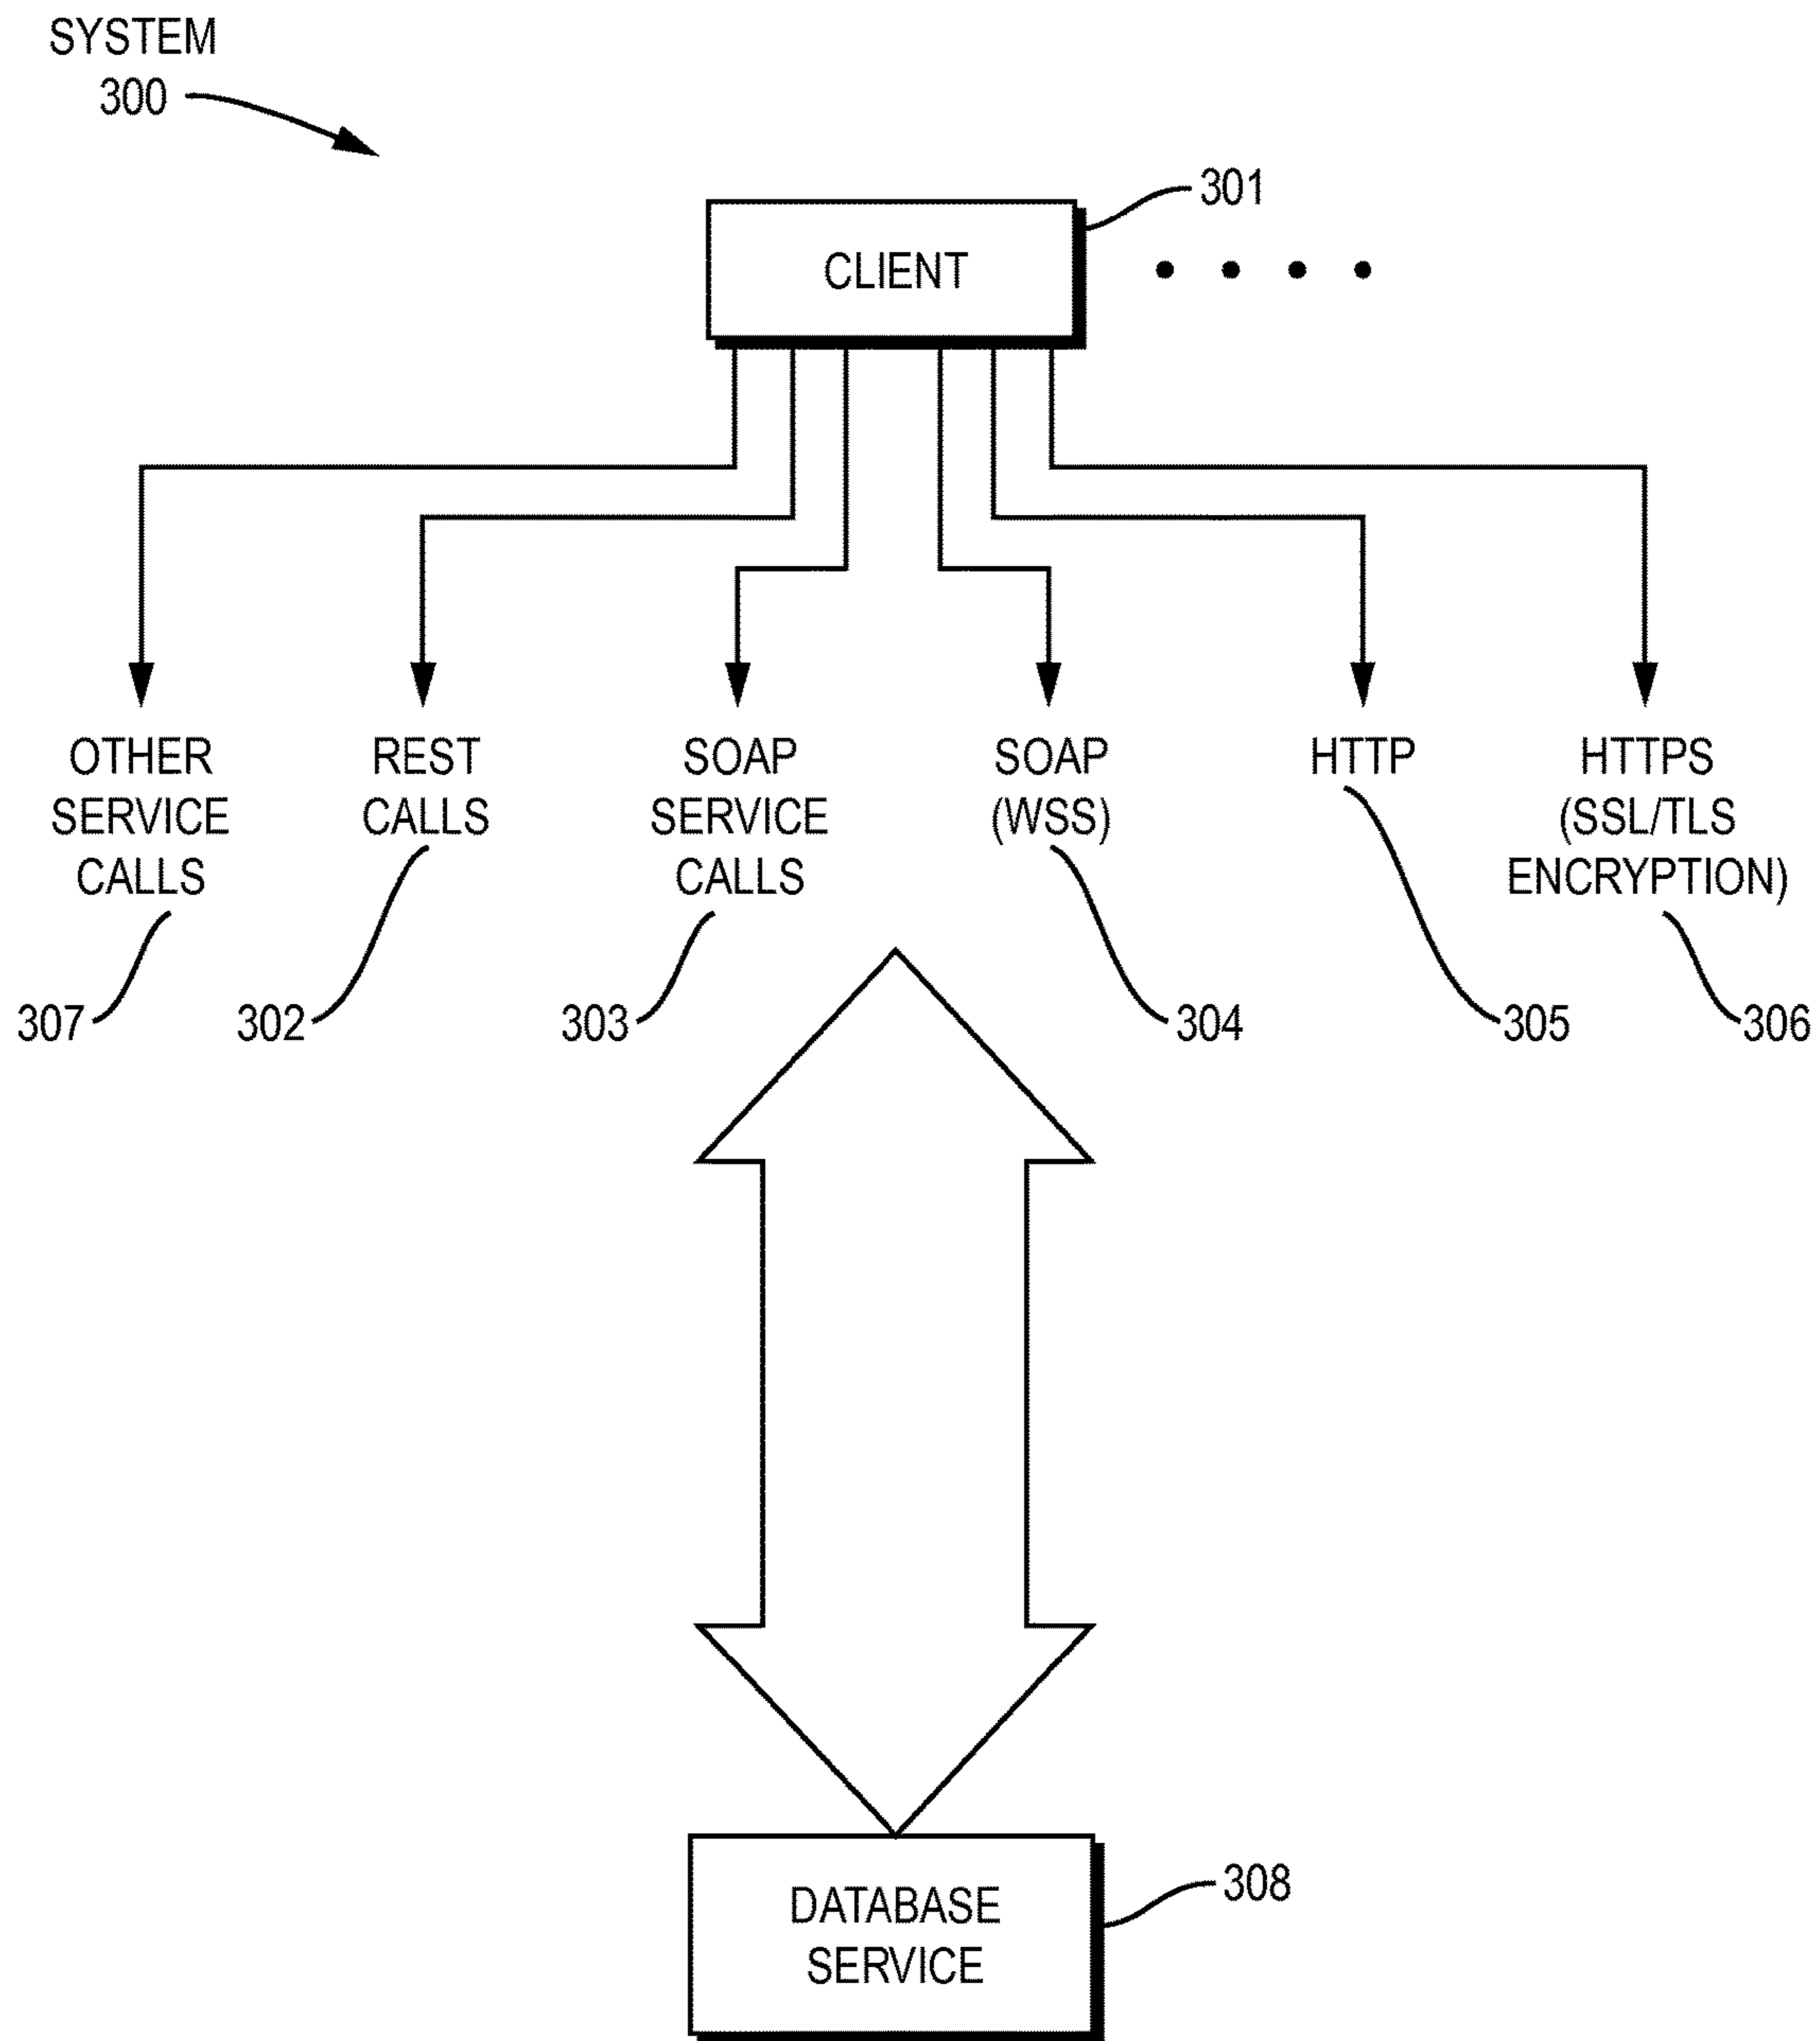 SYSTEM
300
301
CLIENT
OTHER
SERVICE
CALLS
REST
CALLS
SOAP
SERVICE
CALLS
SOAP
(WSS)
HTTP
HTTPS
(SSL/TLS
ENCRYPTION)
307
302
303
304
305
306
DATABASE
SERVICE
308